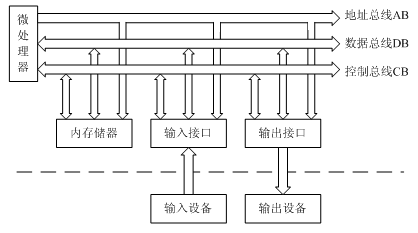 微处理器
地址总线AB
数据总线DB
控制总线CB
内存储器
输入接口
输出接口
输入设备
输出设备